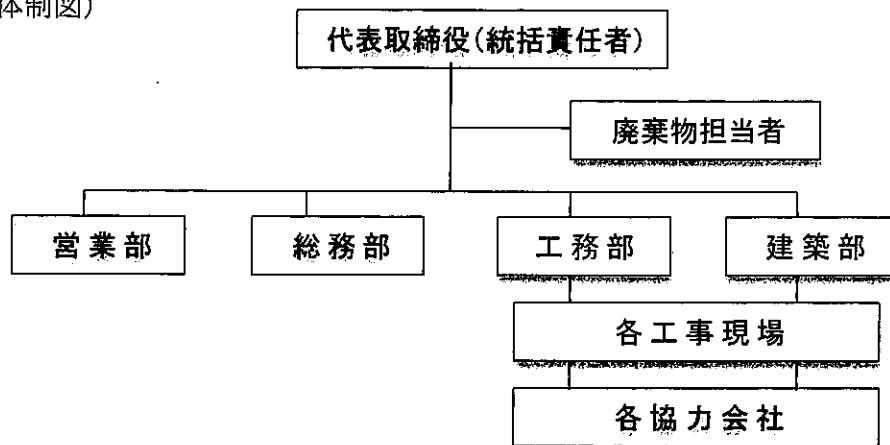 体制図)
代表取締役(統括責任者)
廃棄物担当者
営業部
総務部
工務部
建築部
各工事現場
各協力会社